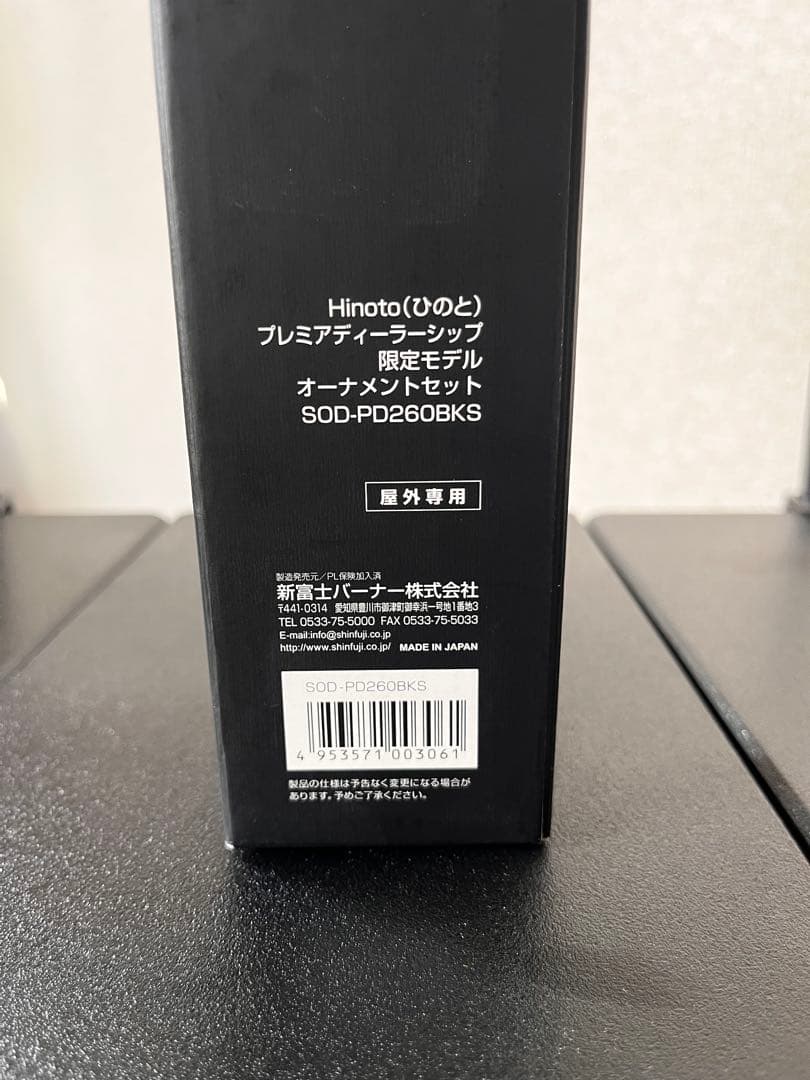 Hinoto(ひのと)
プレミアディーラーシップ
限定モデル
オーナメントセット
SOD-PD260BKS
屋外専用
製造発売元/PL保険加入済
新富士バーナー株式会社
〒441-0314 愛知県豊川市御津町御幸浜一号地1番地3
TEL 0533-75-5000 FAX 0533-75-5033
E-mail:info@shinfuji.co.jp
http://www.shinfuji.co.jp/ MADE IN JAPAN
SOD-PD260BKS
4 953571 003061
製品の仕様は予告なく変更になる場合が
あります。予めご了承ください。